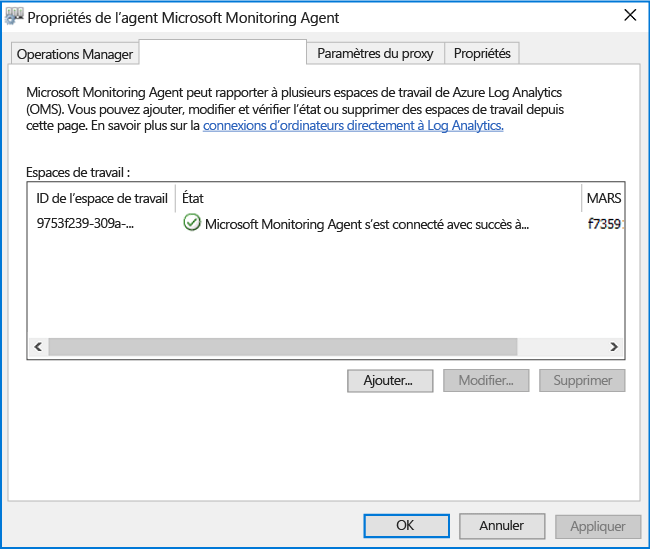 Propriétés de l'agent Microsoft Monitoring Agent
Operations Manager
Paramètres du proxy
Propriétés
Microsoft Monitoring Agent peut rapporter à plusieurs espaces de travail de Azure Log Analytics
(OMS). Vous pouvez ajouter, modifier et vérifier l'état ou supprimer des espaces de travail depuis
cette page. En savoir plus sur la connexions d'ordinateurs directement à Log Analytics.
Espaces de travail :
ID de l'espace de travail État MARS
9753f239-309a-... Microsoft Monitoring Agent s'est connecté avec succès à... f7359
Ajouter... Modifier... Supprimer
OK Annuler Appliquer